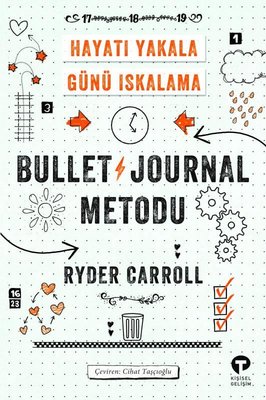 17 18 19
HAYATI YAKALA
1
GÜNÜ ISKALAMA
3
BULLET JOURNAL
METODU
RYDER CARROLL
16
23
Çeviren: Cihat Taşçıoğlu
T
KİŞİSEL
GELİŞİM